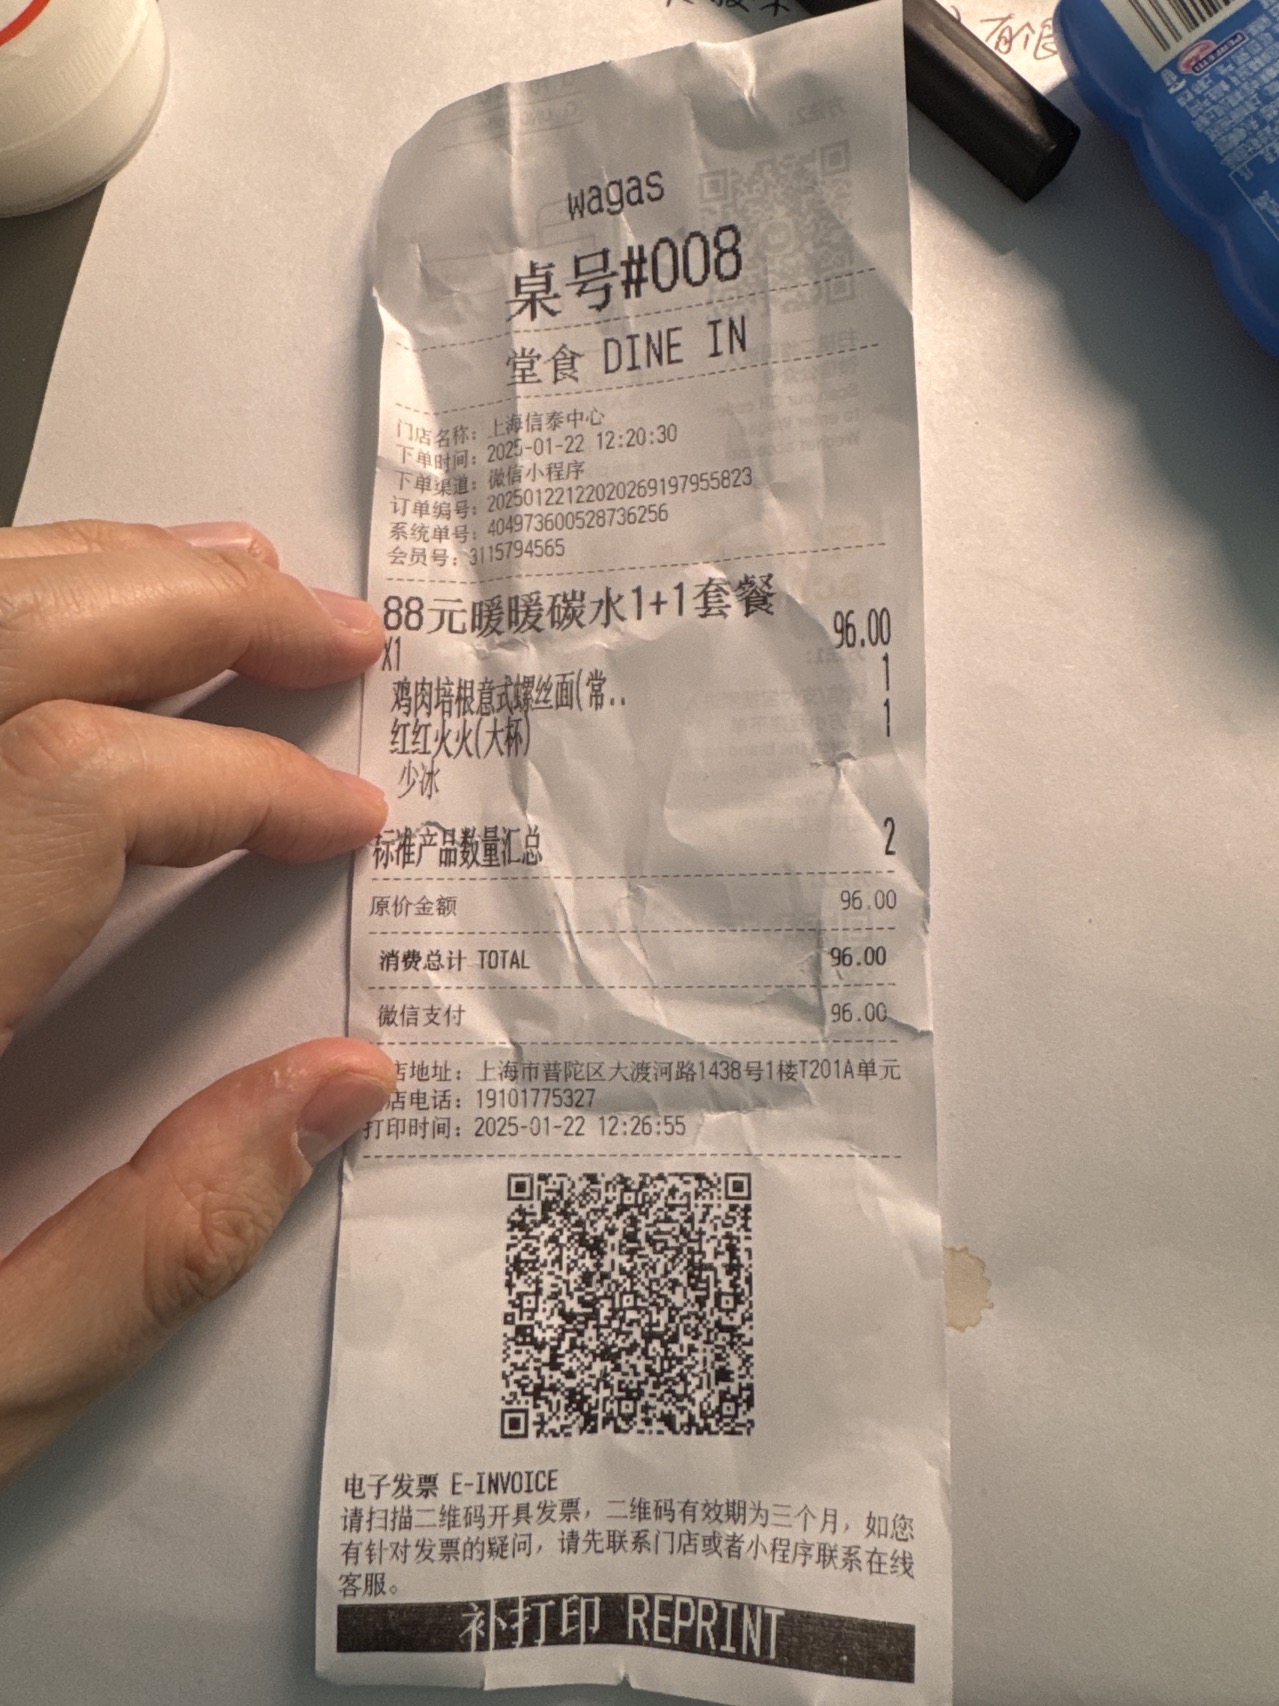 wagas
桌号#008
堂食 DINE IN
门店名称：上海信泰中心
下单时间：2025-01-22 12:20:30
下单渠道：微信小程序
订单编号：20250122122020269197955823
系统单号：404973600528736256
会员号：3115794565
88元暖暖碳水1+1套餐
X1 96.00
鸡肉培根意式螺丝面(常.. 1
红红火火(大杯) 1
少冰
标准产品数量汇总 2
原价金额 96.00
消费总计 TOTAL 96.00
微信支付 96.00
店地址：上海市普陀区大渡河路1438号1楼T201A单元
店电话：19101775327
打印时间：2025-01-22 12:26:55
电子发票 E-INVOICE
请扫描二维码开具发票，二维码有效期为三个月，如您
有针对发票的疑问，请先联系门店或者小程序联系在线
客服。
补打印 REPRINT